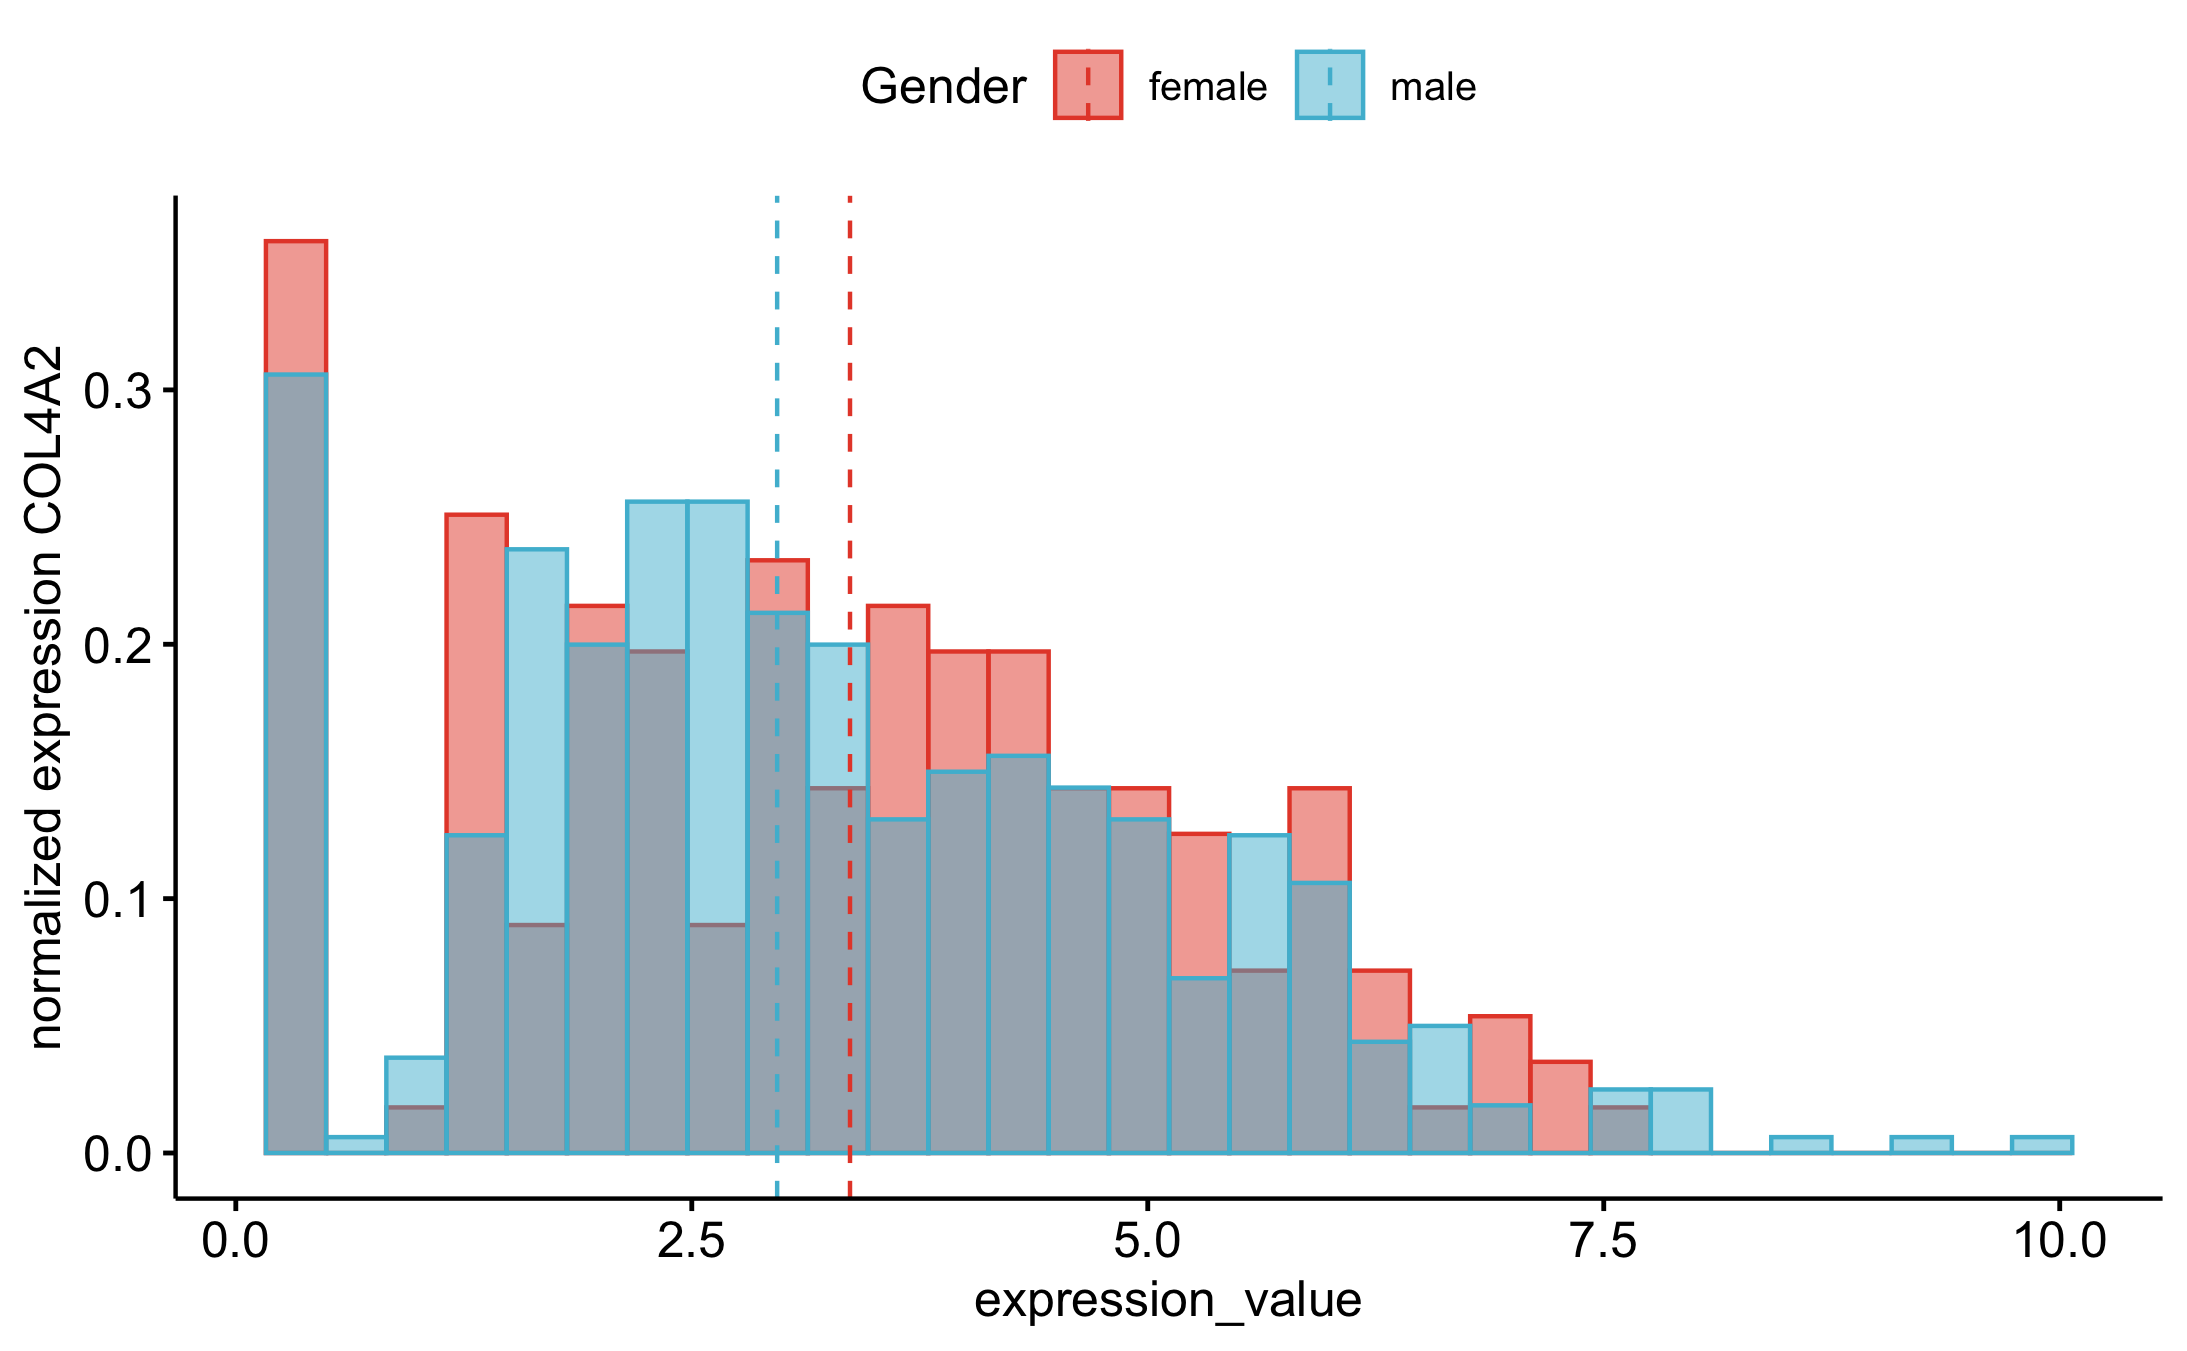 Gender female male
normalized expression COL4A2
0.3
0.2
0.1
0.0
0.0 2.5 5.0 7.5 10.0
expression_value